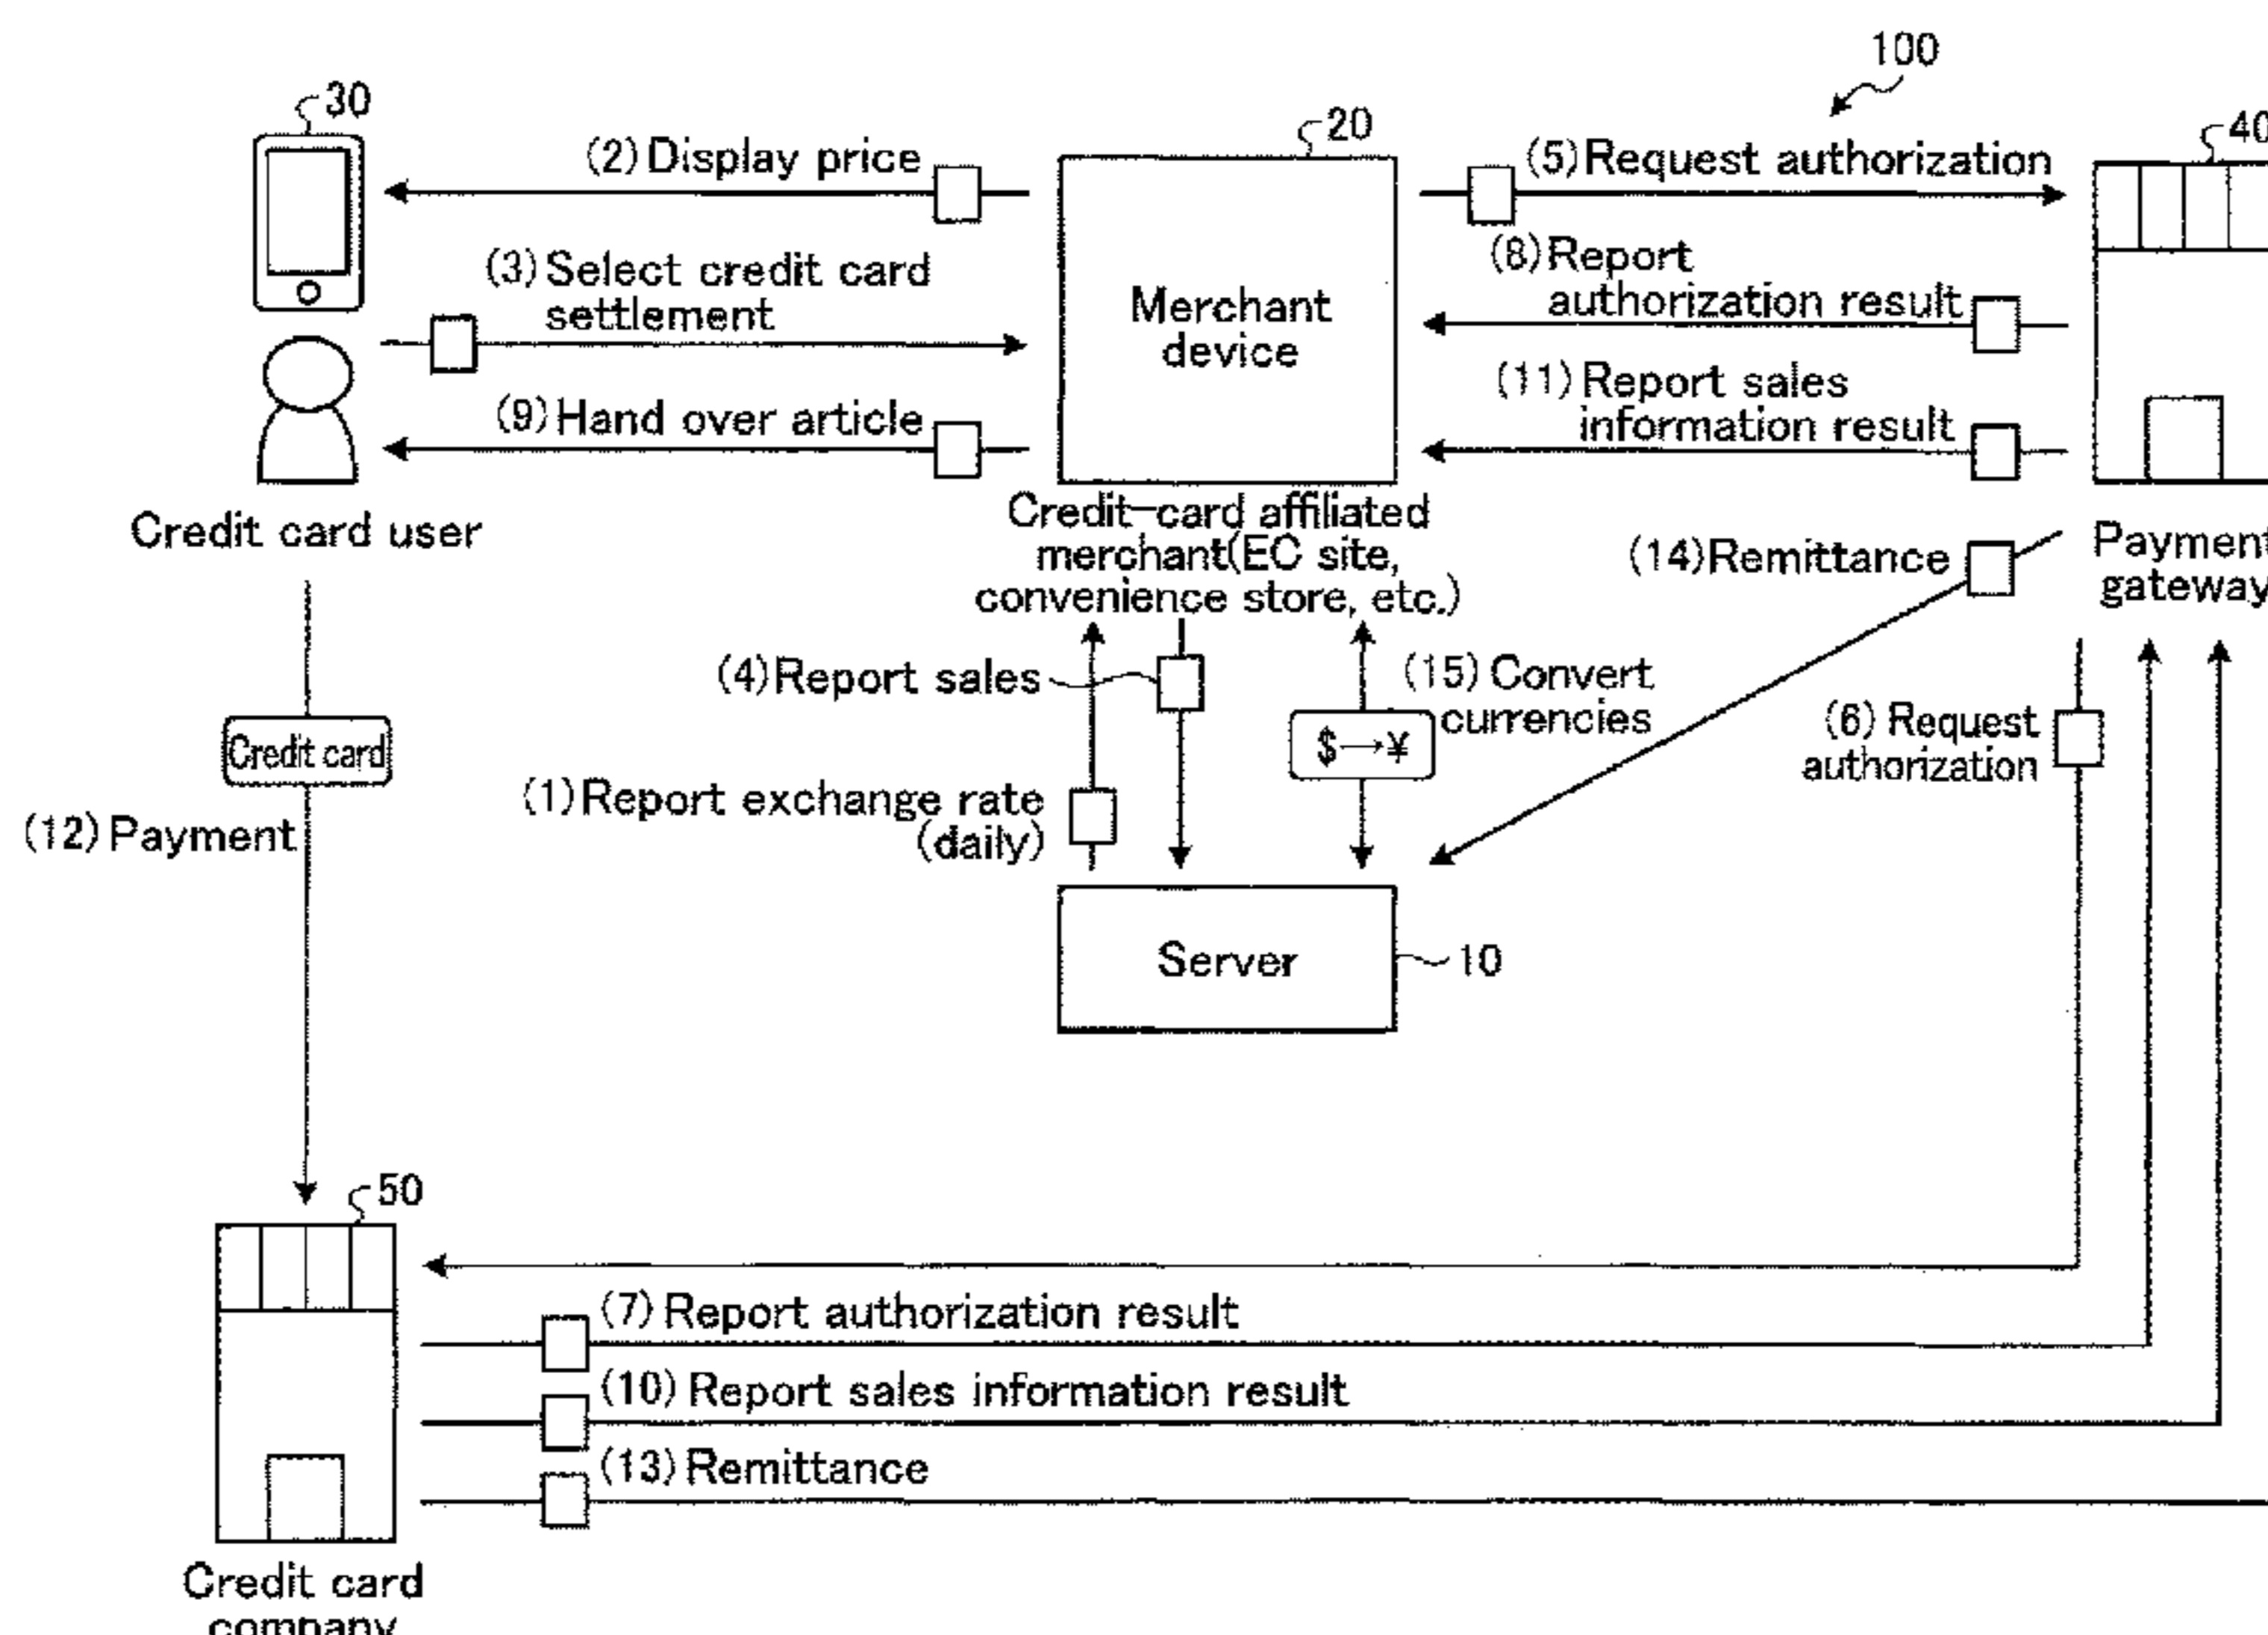 100
30
20
40
(2) Display price
(5) Request authorization
(3) Select credit card
settlement
(8) Report
authorization result
Merchant
device
(11) Report sales
information result
(9) Hand over article
Credit card user
Credit-card affiliated
merchant(EC site,
convenience store, etc.)
(14) Remittance
Payment
gateway
(4) Report sales
(15) Convert
currencies
$→¥
(6) Request
authorization
Credit card
(1) Report exchange rate
(daily)
(12) Payment
Server
10
50
(7) Report authorization result
(10) Report sales information result
(13) Remittance
Credit card
company